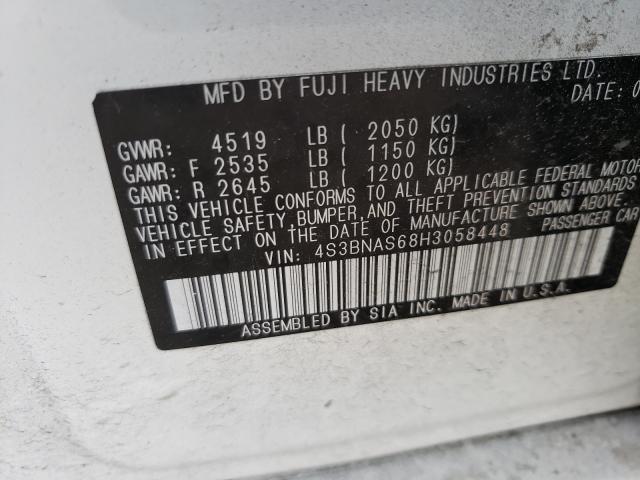 MFD BY FUJI HEAVY INDUSTRIES LTD.
DATE: 0
GVWR: 4519 LB ( 2050 KG)
GAWR: F 2535 LB ( 1150 KG)
GAWR: R 2645 LB ( 1200 KG)
THIS VEHICLE CONFORMS TO ALL APPLICABLE FEDERAL MOTOR
VEHICLE SAFETY, BUMPER, AND THEFT PREVENTION STANDARDS
IN EFFECT ON THE DATE OF MANUFACTURE SHOWN ABOVE.
VIN: 4S3BNAS68H3058448 PASSENGER CAR
ASSEMBLED BY SIA INC. MADE IN U.S.A.